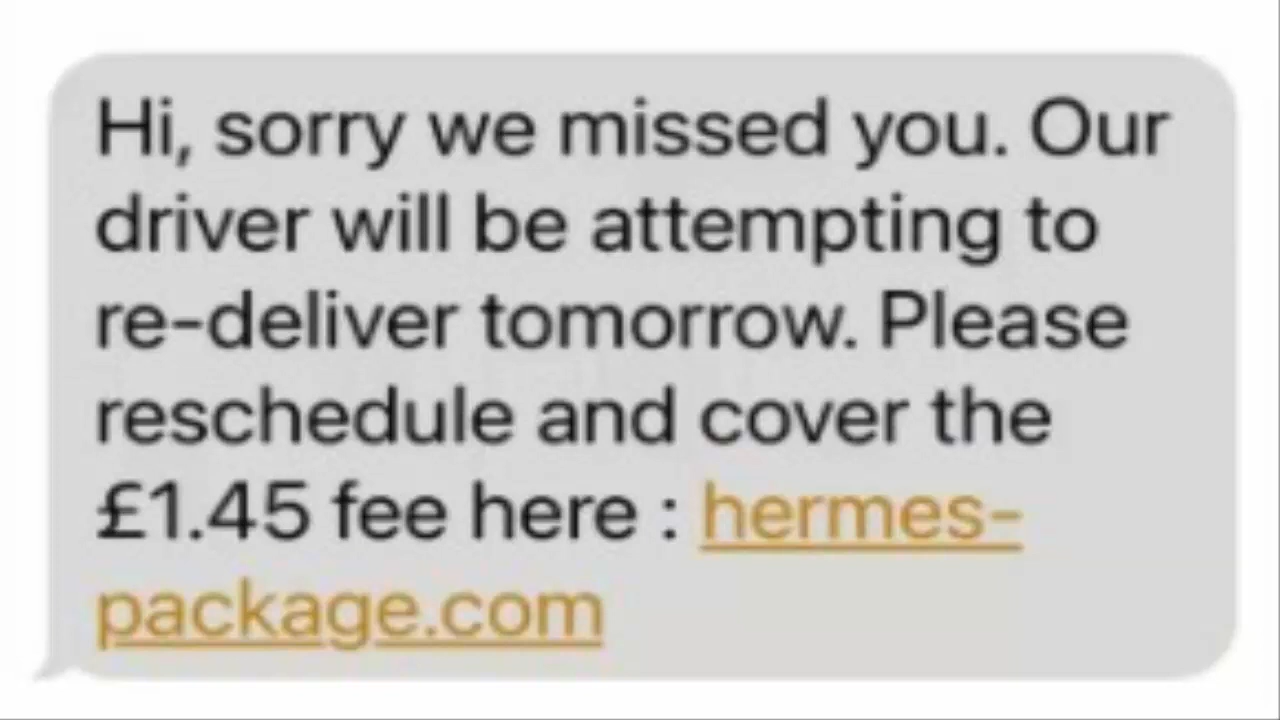 Hi, sorry we missed you. Our
driver will be attempting to
re-deliver tomorrow. Please
reschedule and cover the
£1.45 fee here : hermes-
package.com